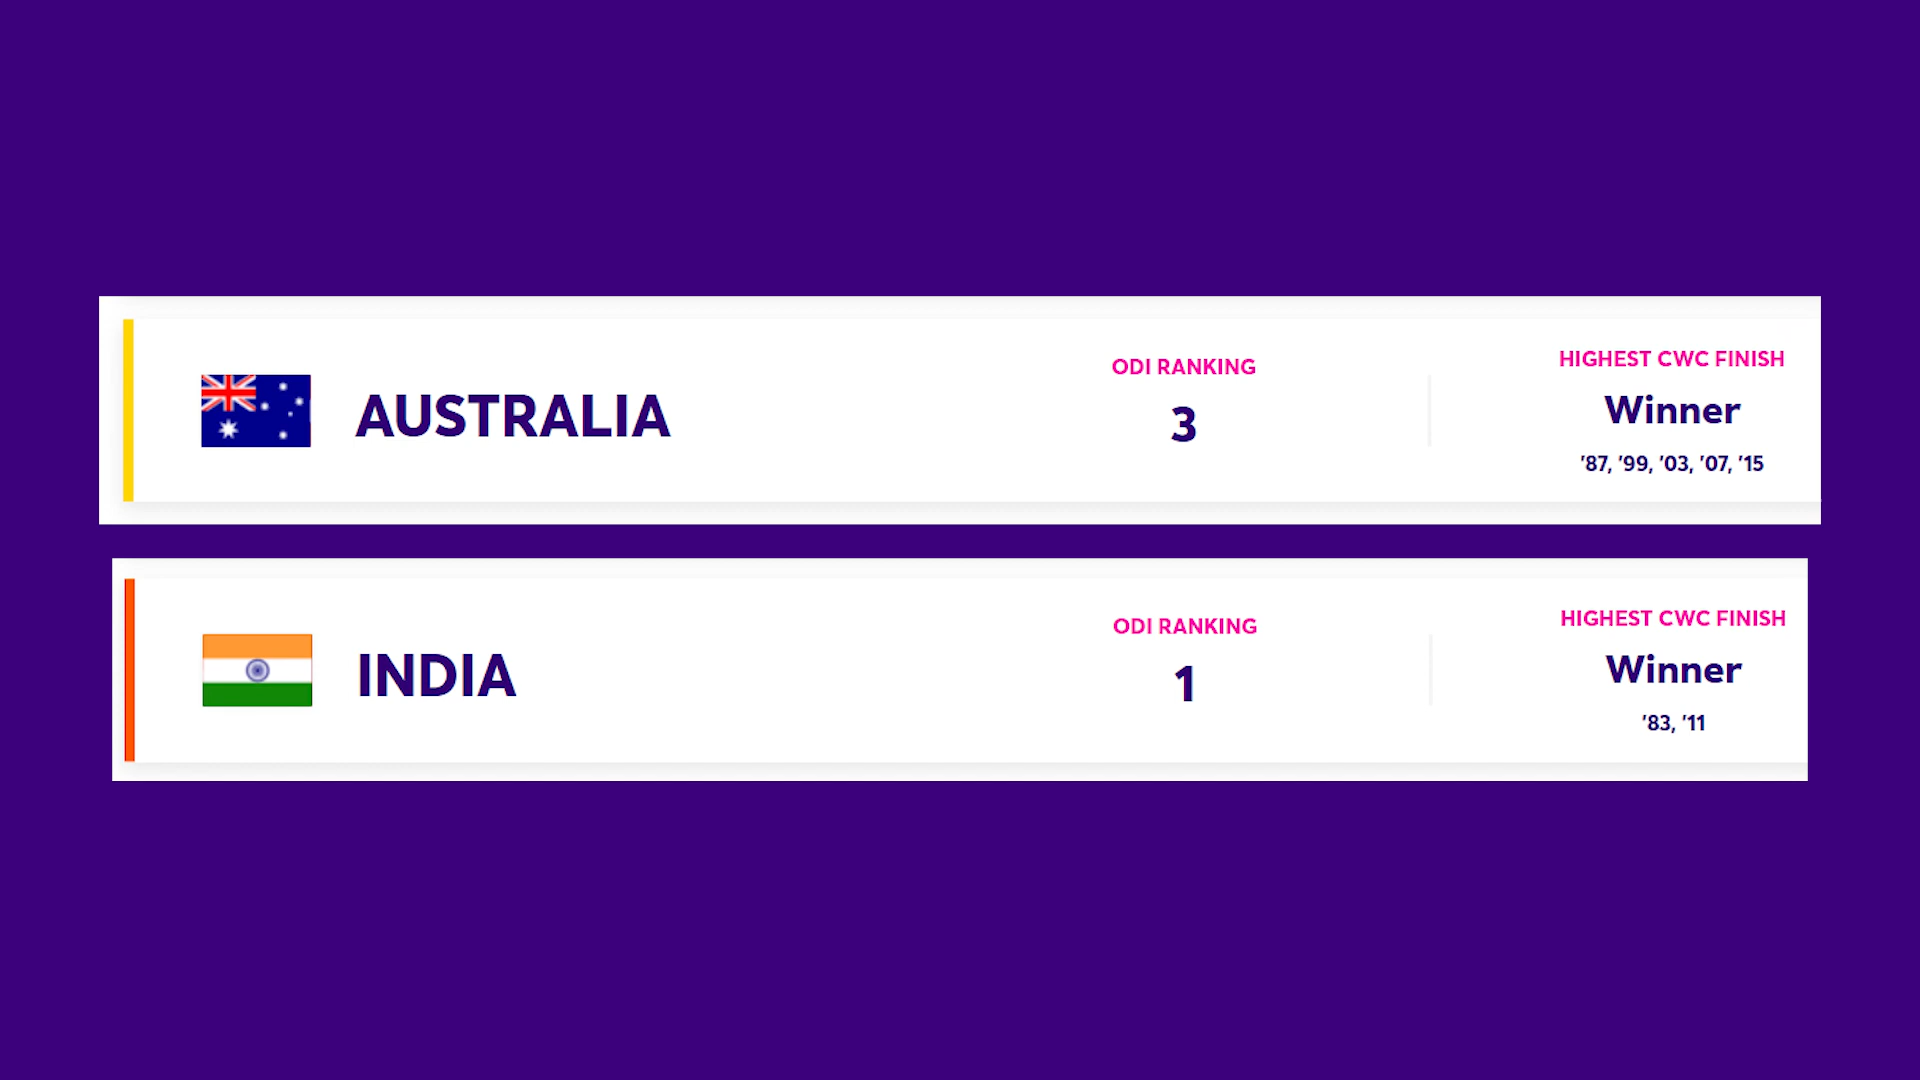 AUSTRALIA
ODI RANKING
3
HIGHEST CWC FINISH
Winner
'87, '99, '03, '07, '15
INDIA
ODI RANKING
1
HIGHEST CWC FINISH
Winner
'83, '11